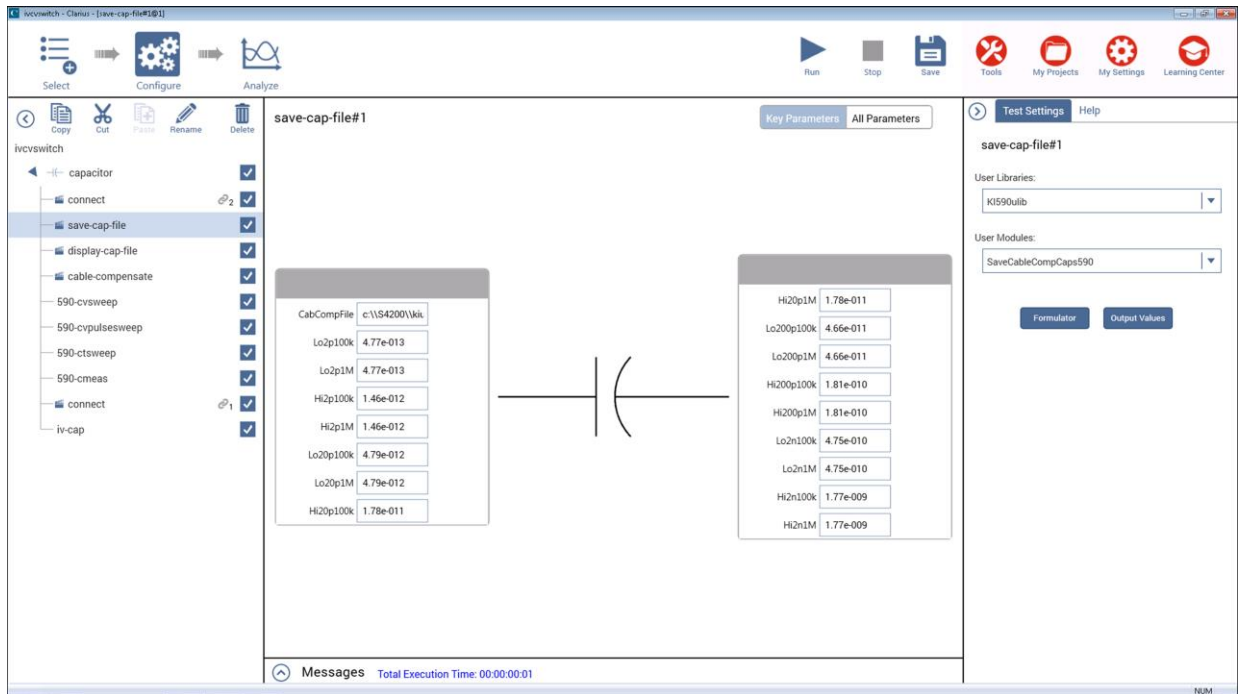 ivcvswitch - Clarius - [save-cap-file#1@1]
Select
Configure
Analyze
Run
Stop
Save
Tools
My Projects
My Settings
Learning Center
Copy
Cut
Paste
Rename
Delete
ivcvswitch
capacitor
connect 2
save-cap-file
display-cap-file
cable-compensate
590-cvsweep
590-cvpulsesweep
590-ctsweep
590-cmeas
connect 1
iv-cap
save-cap-file#1
Key Parameters All Parameters
CabCompFile c:\\S4200\\kiu
Lo2p100k 4.77e-013
Lo2p1M 4.77e-013
Hi2p100k 1.46e-012
Hi2p1M 1.46e-012
Lo20p100k 4.79e-012
Lo20p1M 4.79e-012
Hi20p100k 1.78e-011
Hi20p1M 1.78e-011
Lo200p100k 4.66e-011
Lo200p1M 4.66e-011
Hi200p100k 1.81e-010
Hi200p1M 1.81e-010
Lo2n100k 4.75e-010
Lo2n1M 4.75e-010
Hi2n100k 1.77e-009
Hi2n1M 1.77e-009
Messages Total Execution Time: 00:00:00:01
Test Settings Help
save-cap-file#1
User Libraries:
KI590ulib
User Modules:
SaveCableCompCaps590
Formulator
Output Values
NUM